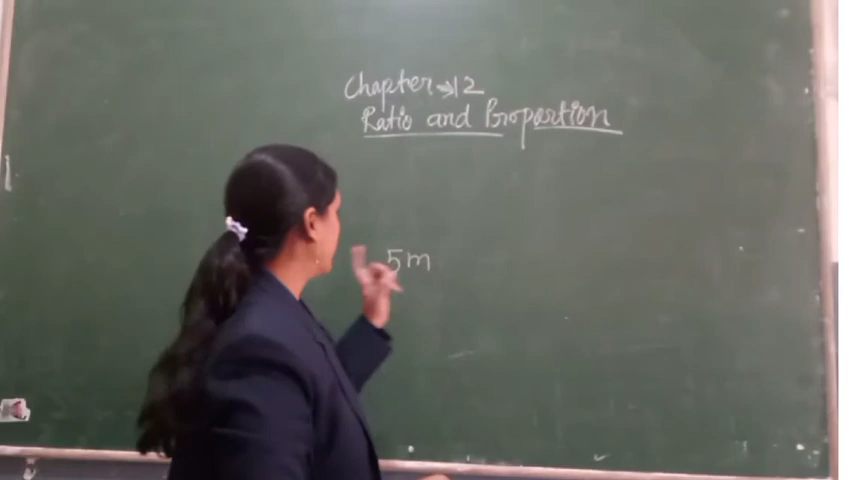 Chapter → 12
Ratio and Proportion
5m